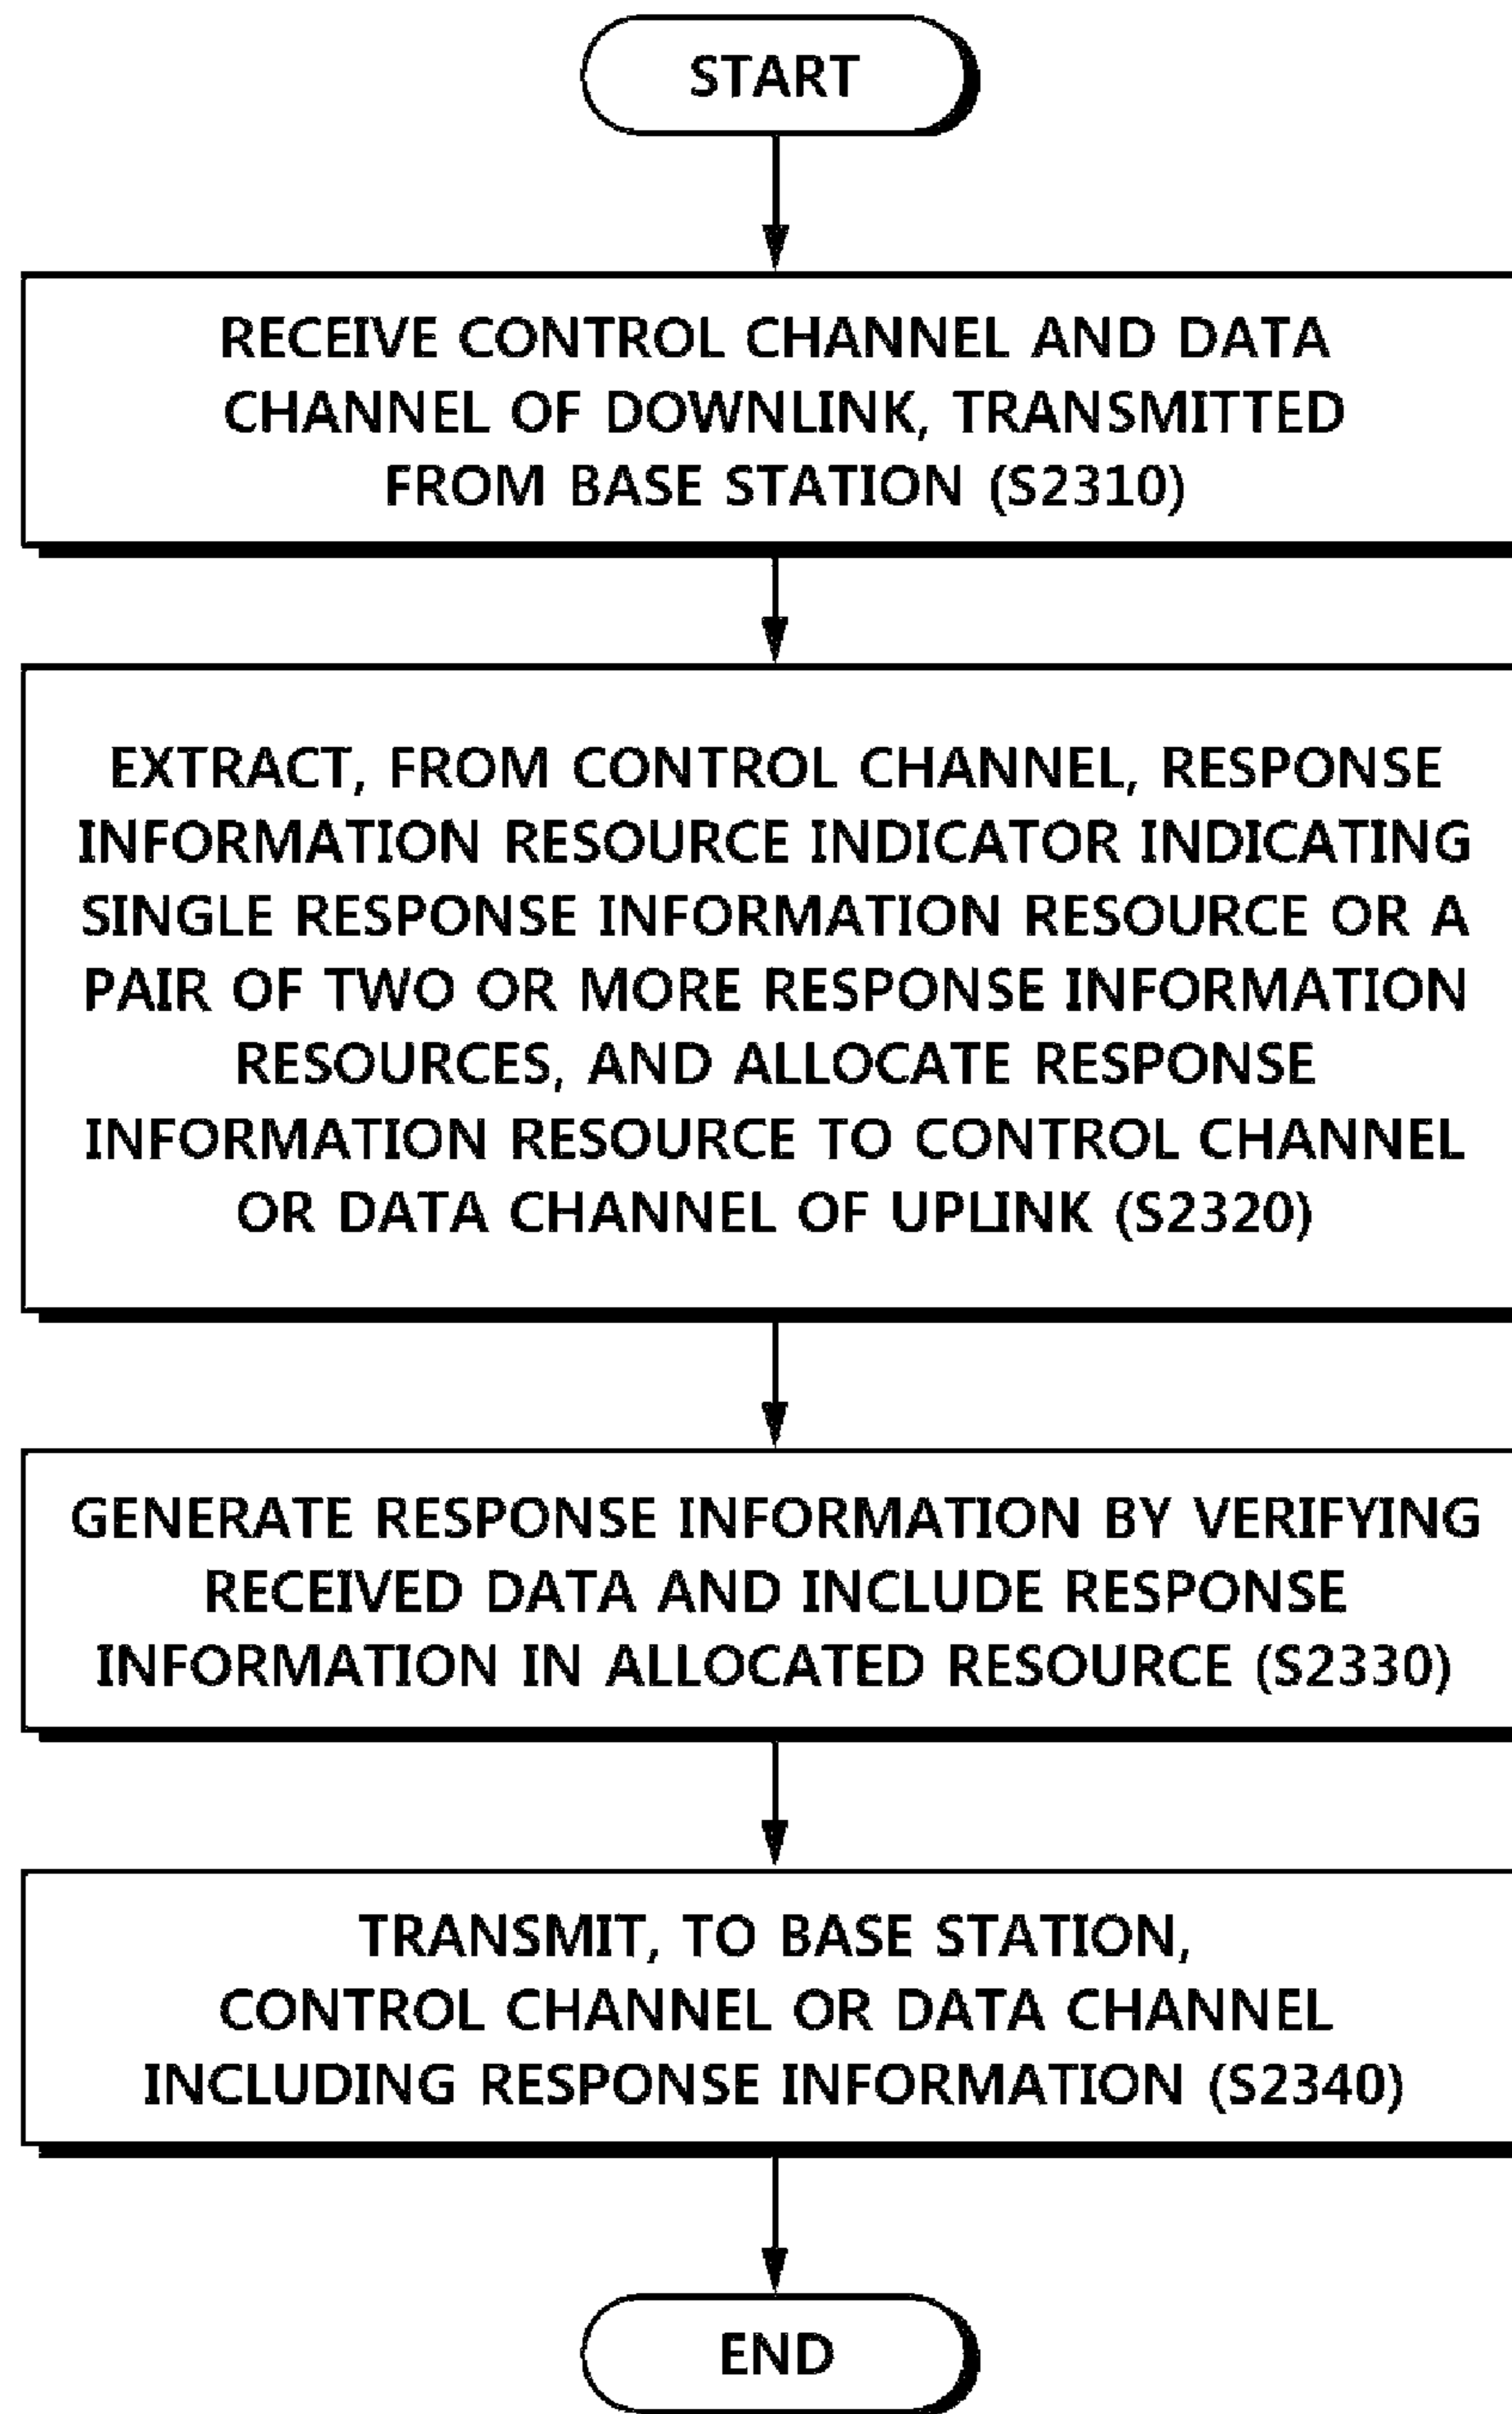 START
RECEIVE CONTROL CHANNEL AND DATA
CHANNEL OF DOWNLINK, TRANSMITTED
FROM BASE STATION (S2310)
EXTRACT, FROM CONTROL CHANNEL, RESPONSE
INFORMATION RESOURCE INDICATOR INDICATING
SINGLE RESPONSE INFORMATION RESOURCE OR A
PAIR OF TWO OR MORE RESPONSE INFORMATION
RESOURCES, AND ALLOCATE RESPONSE
INFORMATION RESOURCE TO CONTROL CHANNEL
OR DATA CHANNEL OF UPLINK (S2320)
GENERATE RESPONSE INFORMATION BY VERIFYING
RECEIVED DATA AND INCLUDE RESPONSE
INFORMATION IN ALLOCATED RESOURCE (S2330)
TRANSMIT, TO BASE STATION,
CONTROL CHANNEL OR DATA CHANNEL
INCLUDING RESPONSE INFORMATION (S2340)
END